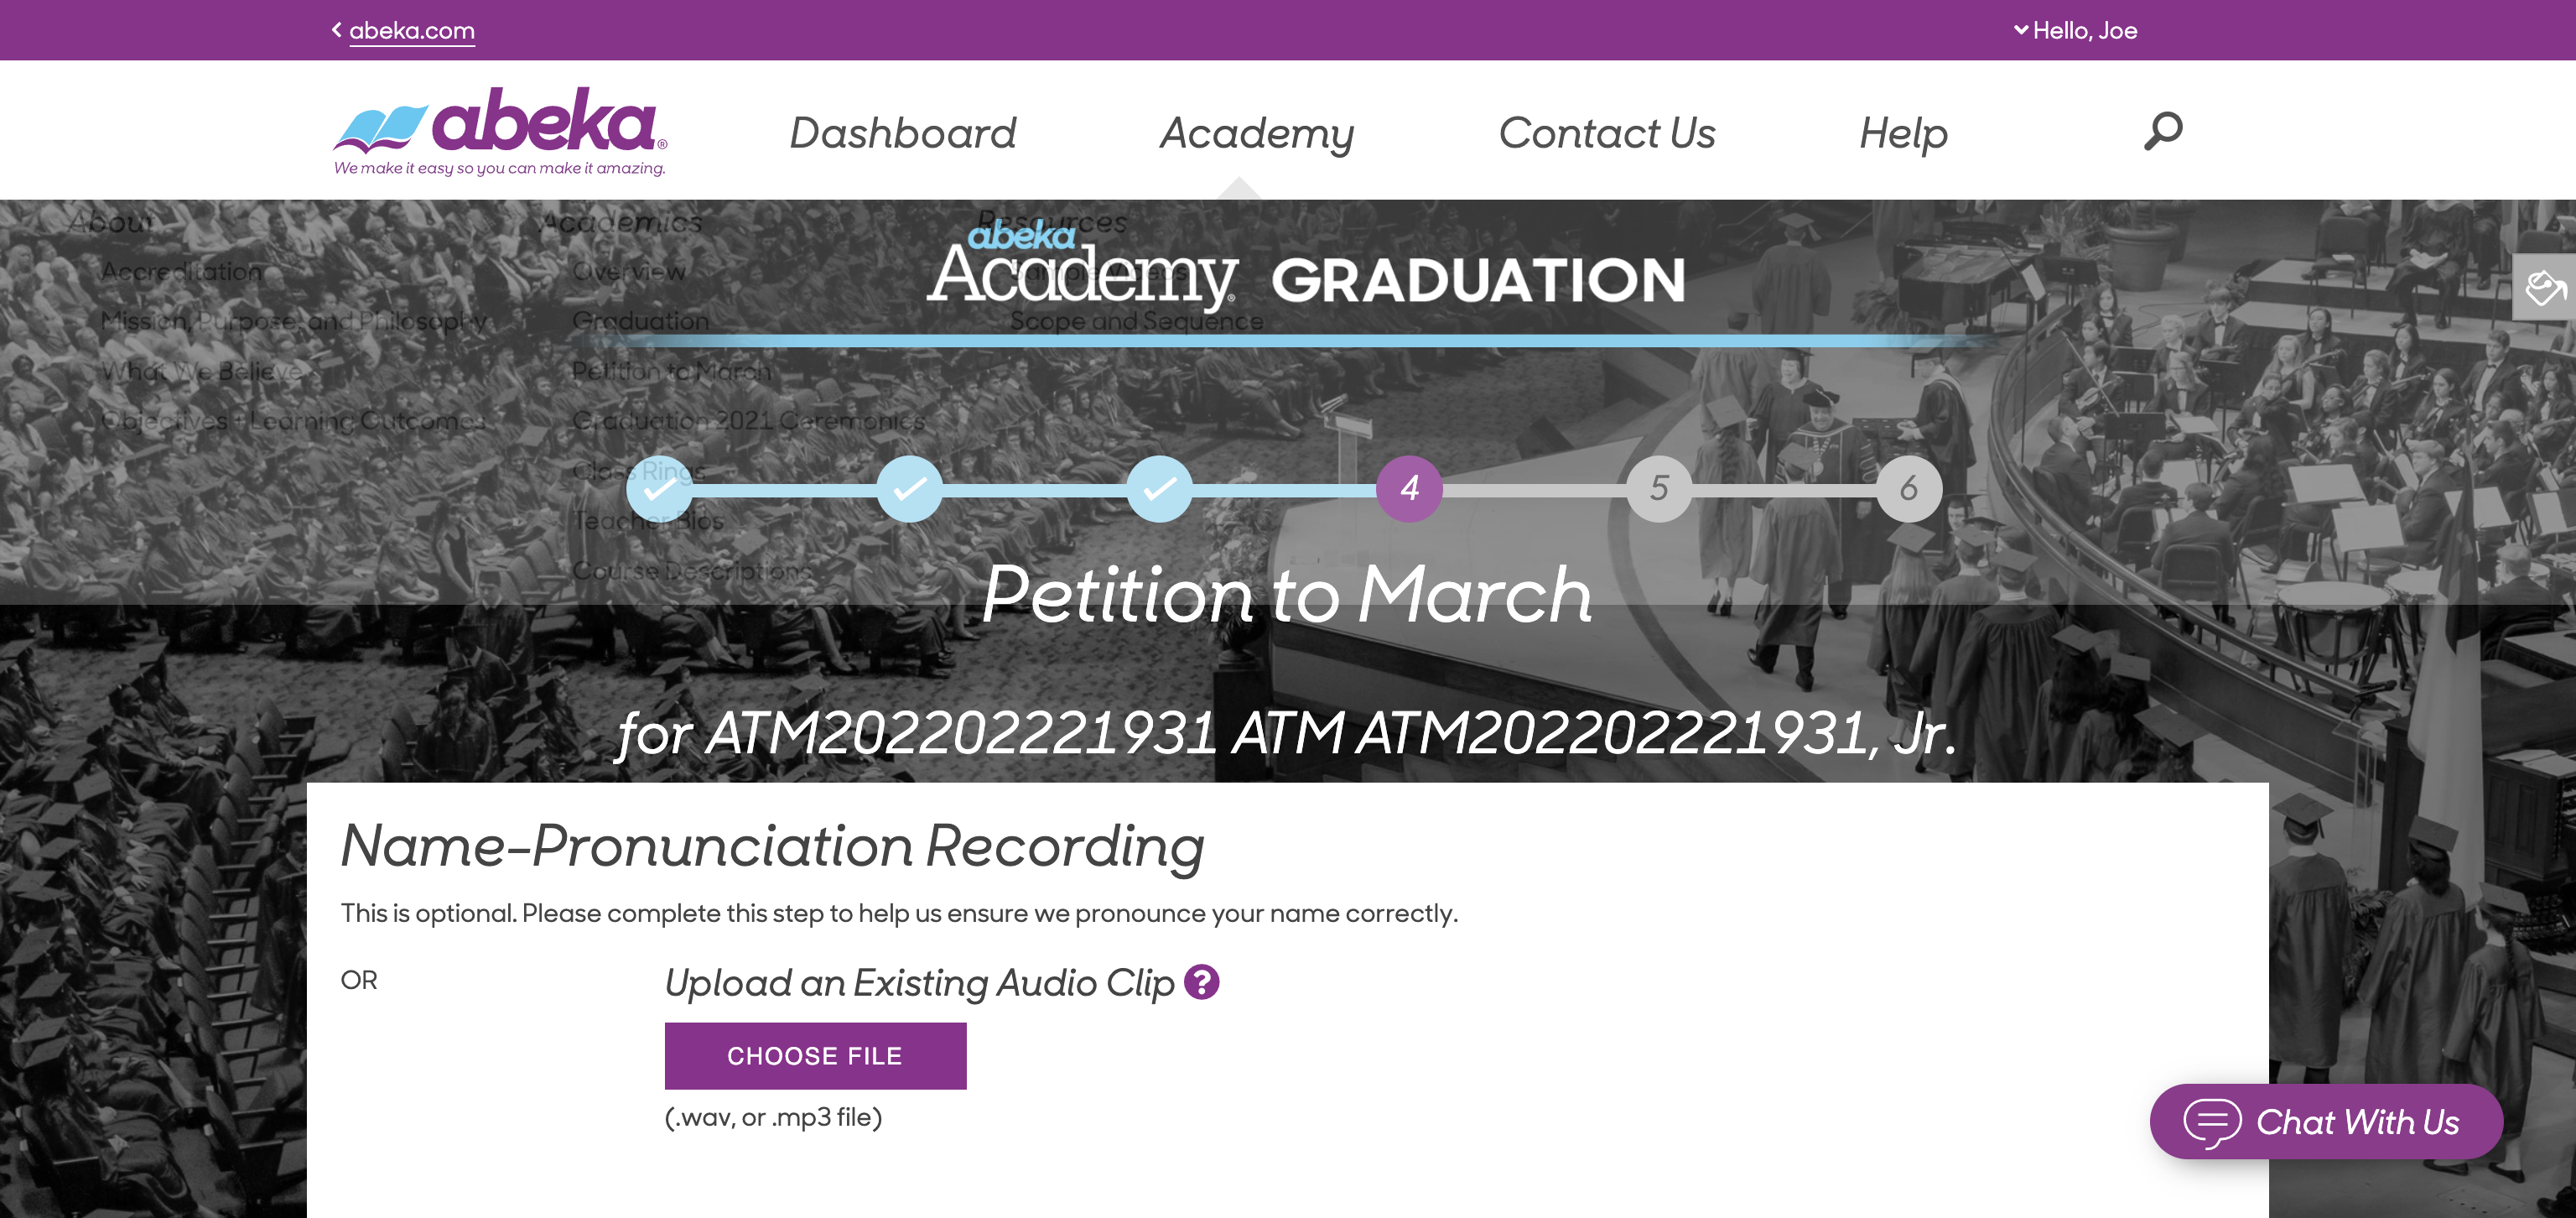 abeka.com
Hello, Joe
abeka®
We make it easy so you can make it amazing.
Dashboard
Academy
Contact Us
Help
About
Academics
Resources
abeka
Academy® GRADUATION
Accreditation
Overview
Sample Videos
Mission, Purpose, and Philosophy
Graduation
Scope and Sequence
What We Believe
Petition to March
Objectives + Learning Outcomes
Graduation 2021 Ceremonies
Class Rings
4
5
6
Teacher Bios
Course Descriptions
Petition to March
for ATM202202221931 ATM ATM202202221931, Jr.
Name-Pronunciation Recording
This is optional. Please complete this step to help us ensure we pronounce your name correctly.
OR
Upload an Existing Audio Clip ?
CHOOSE FILE
(.wav, or .mp3 file)
Chat With Us